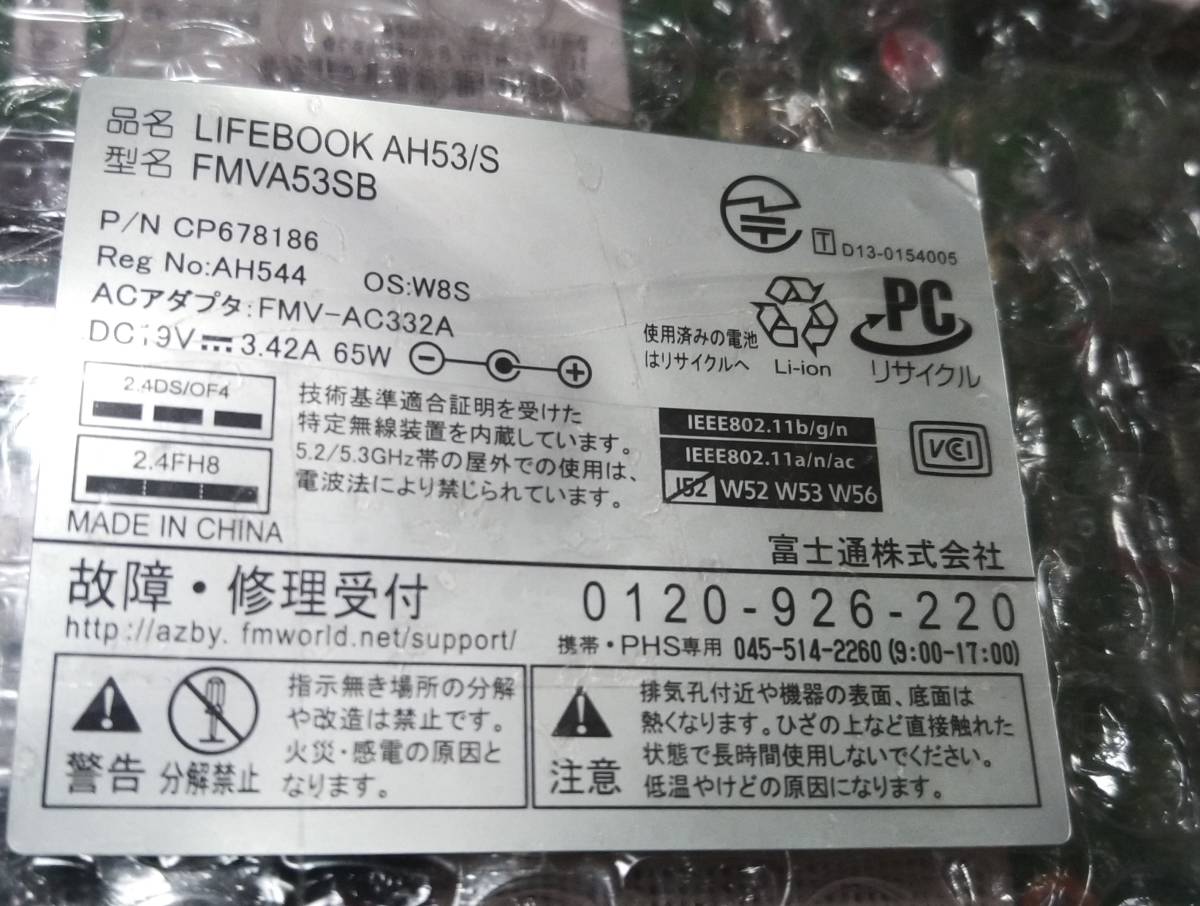 品名 LIFEBOOK AH53/S
型名 FMVA53SB
P/N CP678186
Reg No:AH544 OS:W8S
ACアダプタ:FMV-AC332A
DC19V 3.42A 65W
T D13-0154005
使用済みの電池
はリサイクルへ
Li-ion
PC
リサイクル
2.4DS/OF4
2.4FH8
技術基準適合証明を受けた
特定無線装置を内蔵しています。
5.2/5.3GHz帯の屋外での使用は、
電波法により禁じられています。
IEEE802.11b/g/n
IEEE802.11a/n/ac
J52 W52 W53 W56
VCCI
MADE IN CHINA
富士通株式会社
故障・修理受付
http://azby.fmworld.net/support/
0120-926-220
携帯・PHS専用 045-514-2260 (9:00-17:00)
警告
分解禁止
指示無き場所の分解
や改造は禁止です。
火災・感電の原因と
なります。
注意
排気孔付近や機器の表面、底面は
熱くなります。ひざの上など直接触れた
状態で長時間使用しないでください。
低温やけどの原因になります。